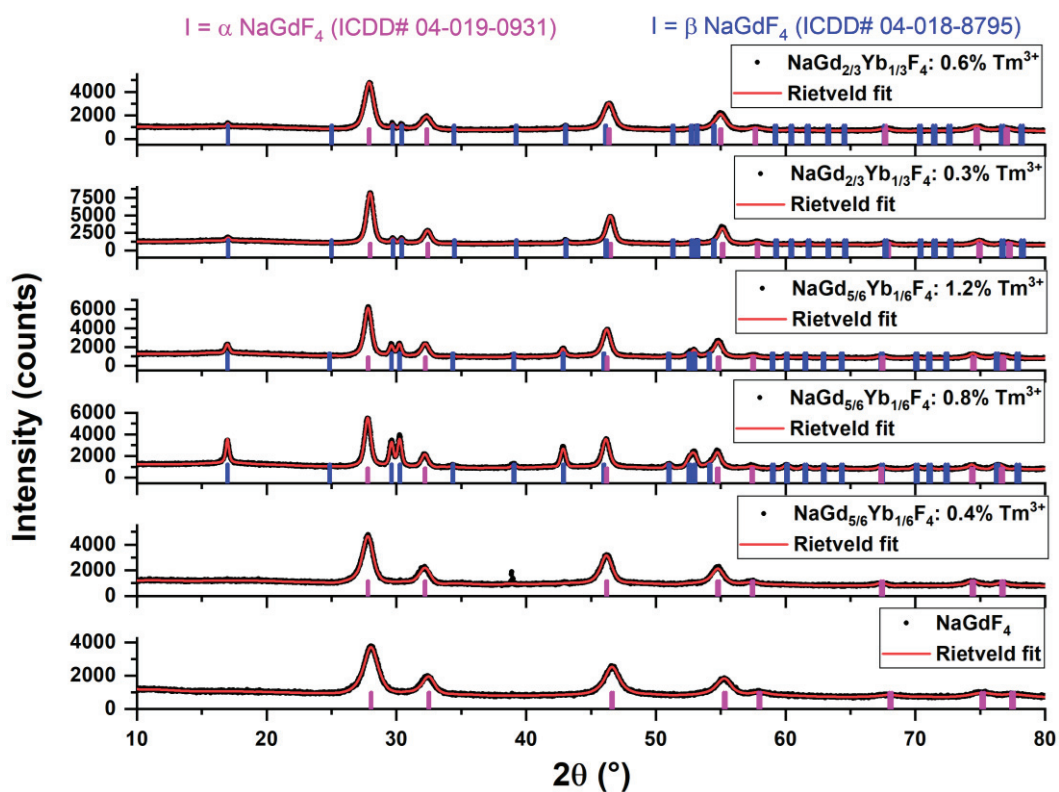 I = α NaGdF₄ (ICDD# 04-019-0931) I = β NaGdF₄ (ICDD# 04-018-8795)
NaGd₂/₃Yb₁/₃F₄: 0.6% Tm³⁺
Rietveld fit
4000
2000
0
NaGd₂/₃Yb₁/₃F₄: 0.3% Tm³⁺
Rietveld fit
7500
5000
2500
0
NaGd₅/₆Yb₁/₆F₄: 1.2% Tm³⁺
Rietveld fit
6000
4000
2000
0
NaGd₅/₆Yb₁/₆F₄: 0.8% Tm³⁺
Rietveld fit
6000
4000
2000
0
NaGd₅/₆Yb₁/₆F₄: 0.4% Tm³⁺
Rietveld fit
4000
2000
0
NaGdF₄
Rietveld fit
4000
2000
0
10 20 30 40 50 60 70 80
2θ (°)
Intensity (counts)